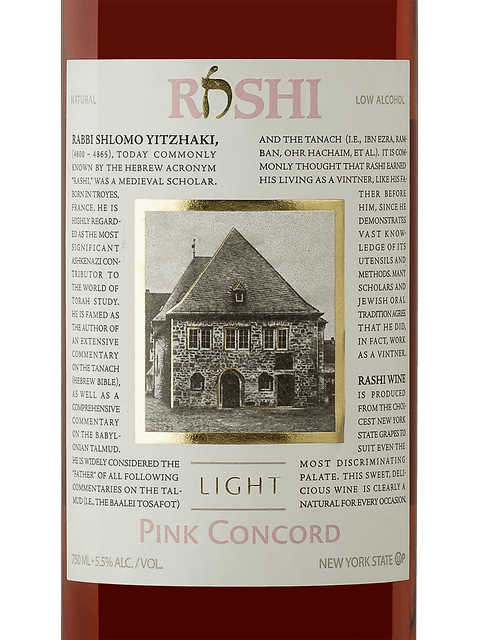 RASHI
NATURAL
LOW ALCOHOL
RABBI SHLOMO YITZHAKI,
(4800 – 4865), TODAY COMMONLY
KNOWN BY THE HEBREW ACRONYM
"RASHI," WAS A MEDIEVAL SCHOLAR.
BORN IN TROYES,
FRANCE, HE IS
HIGHLY REGARD-
ED AS THE MOST
SIGNIFICANT
ASHKENAZI CON-
TRIBUTOR TO
THE WORLD OF
TORAH STUDY.
HE IS FAMED AS
THE AUTHOR OF
AN EXTENSIVE
COMMENTARY
ON THE TANACH
(HEBREW BIBLE),
AS WELL AS A
COMPREHENSIVE
COMMENTARY
ON THE BABYL-
ONIAN TALMUD.
HE IS WIDELY CONSIDERED THE
"FATHER" OF ALL FOLLOWING
COMMENTARIES ON THE TAL-
MUD (I.E., THE BAALEI TOSAFOT)
AND THE TANACH (I.E., IBN EZRA, RAM-
BAN, OHR HACHAIM, ET AL.). IT IS COM-
MONLY THOUGHT THAT RASHI EARNED
HIS LIVING AS A VINTNER, LIKE HIS FA-
THER BEFORE
HIM, SINCE HE
DEMONSTRATES
VAST KNOW-
LEDGE OF ITS
UTENSILS AND
METHODS. MANY
SCHOLARS AND
JEWISH ORAL
TRADITION AGREE
THAT HE DID,
IN FACT, WORK
AS A VINTNER.
RASHI WINE
IS PRODUCED
FROM THE CHOI-
CEST NEW YORK
STATE GRAPES TO
SUIT EVEN THE
MOST DISCRIMINATING
PALATE. THIS SWEET, DELI-
CIOUS WINE IS CLEARLY A
NATURAL FOR EVERY OCCASION.
LIGHT
PINK CONCORD
750 ML • 5.5% ALC. / VOL.
NEW YORK STATE ⓊP